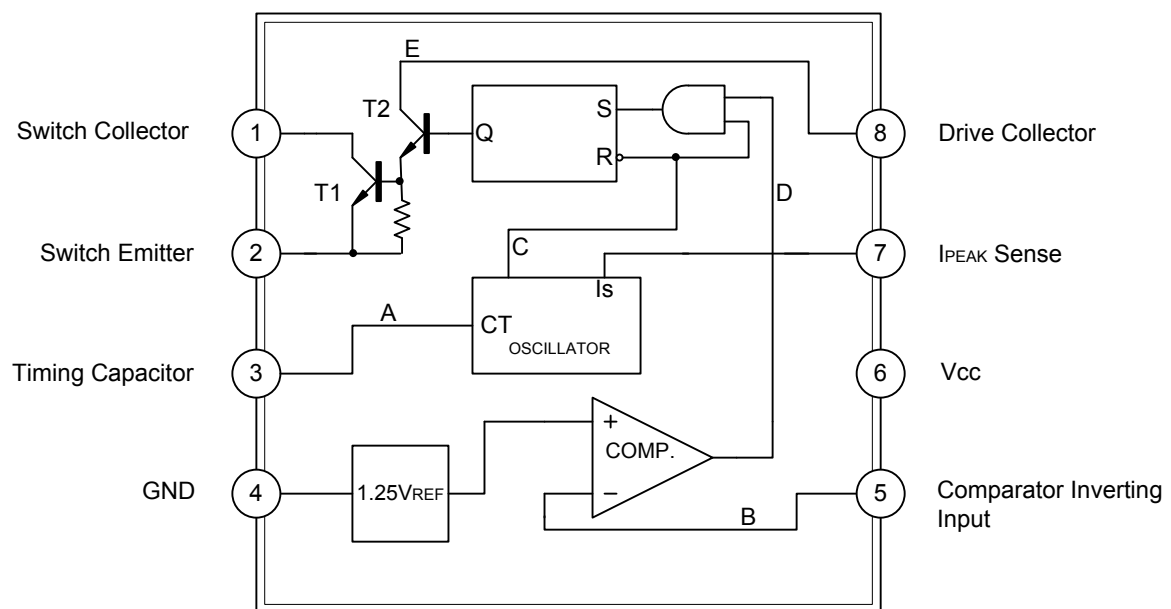 E
T2
S
Switch Collector
1
Q
8
Drive Collector
R
T1
D
Switch Emitter
2
C
7
IPEAK Sense
Is
A
CT
OSCILLATOR
Timing Capacitor
3
6
Vcc
+
COMP.
GND
4
1.25VREF
−
5
Comparator Inverting
Input
B